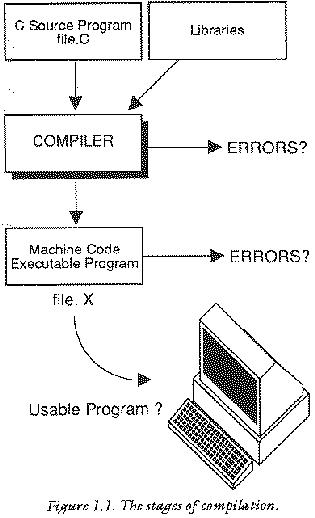 C Source Program
file.C
Libraries
COMPILER
ERRORS?
Machine Code
Executable Program
ERRORS?
file. X
Usable Program ?
Figure 1.1. The stages of compilation.